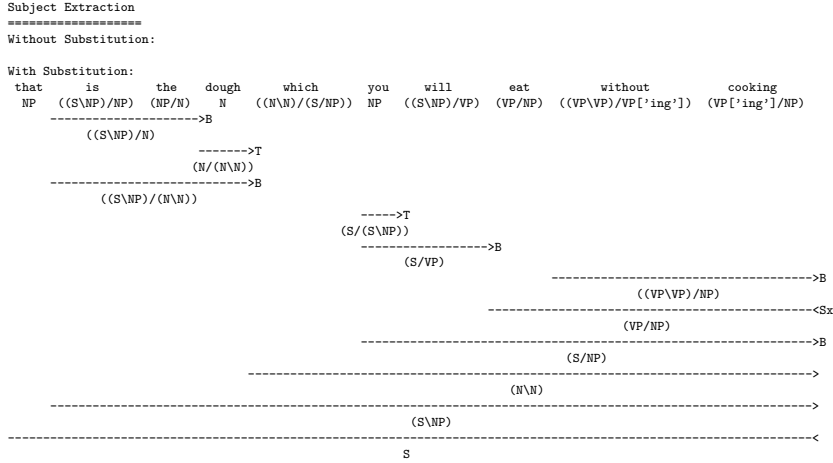 Subject Extraction
===================
Without Substitution:

With Substitution:
 that      is        the    dough      which       you    will       eat          without           cooking
  NP  ((S\NP)/NP)  (NP/N)    N    ((N\N)/(S/NP))  NP  ((S\NP)/VP)  (VP/NP)  ((VP\VP)/VP['ing'])  (VP['ing']/NP)
      --------------------->B
           ((S\NP)/N)
                           ------->T
                          (N/(N\N))
      ---------------------------->B
             ((S\NP)/(N\N))
                                                  ----->T
                                               (S/(S\NP))
                                                  ------------------>B
                                                        (S/VP)
                                                                             ------------------------------------->B
                                                                                         ((VP\VP)/NP)
                                                                    ----------------------------------------------<Sx
                                                                                       (VP/NP)
                                                  ---------------------------------------------------------------->B
                                                                               (S/NP)
                                  -------------------------------------------------------------------------------->
                                                                       (N\N)
      ------------------------------------------------------------------------------------------------------------>
                                                         (S\NP)
------------------------------------------------------------------------------------------------------------------<
                                                        S